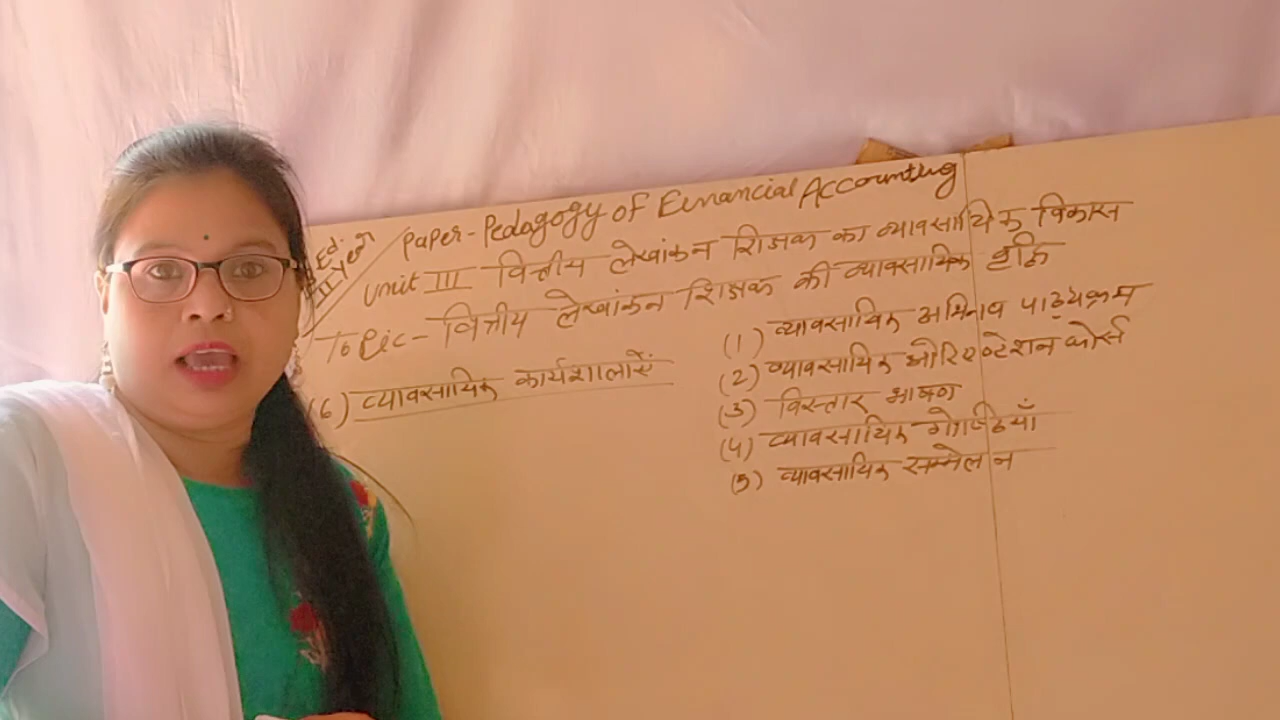 B.Ed. IInd Year
Paper- Pedagogy of Financial Accounting
Unit III वित्तीय लेखांकन शिक्षक का व्यावसायिक विकास
Topic- वित्तीय लेखांकन शिक्षक की व्यावसायिक वृद्धि
(1) व्यावसायिक अभिनव पाठ्यक्रम
(2) व्यावसायिक ओरिएण्टेशन कोर्स
(3) विस्तार भाषण
(4) व्यावसायिक गोष्ठियाँ
(5) व्यावसायिक सम्मेलन
(6) व्यावसायिक कार्यशालाएँ